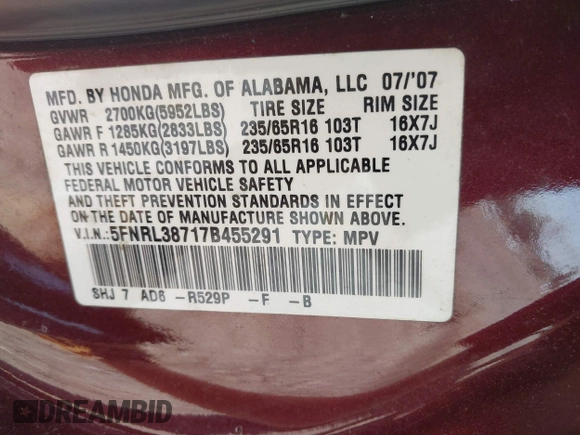 MFD. BY HONDA MFG. OF ALABAMA, LLC 07/'07
GVWR 2700KG(5952LBS) TIRE SIZE RIM SIZE
GAWR F 1285KG(2833LBS) 235/65R16 103T 16X7J
GAWR R 1450KG(3197LBS) 235/65R16 103T 16X7J
THIS VEHICLE CONFORMS TO ALL APPLICABLE
FEDERAL MOTOR VEHICLE SAFETY
AND THEFT PREVENTION STANDARDS IN EFFECT
ON THE DATE OF MANUFACTURE SHOWN ABOVE.
V.I.N.:5FNRL38717B455291 TYPE: MPV
SHJ 7 AD6 -R529P -F -B
DREAMBID